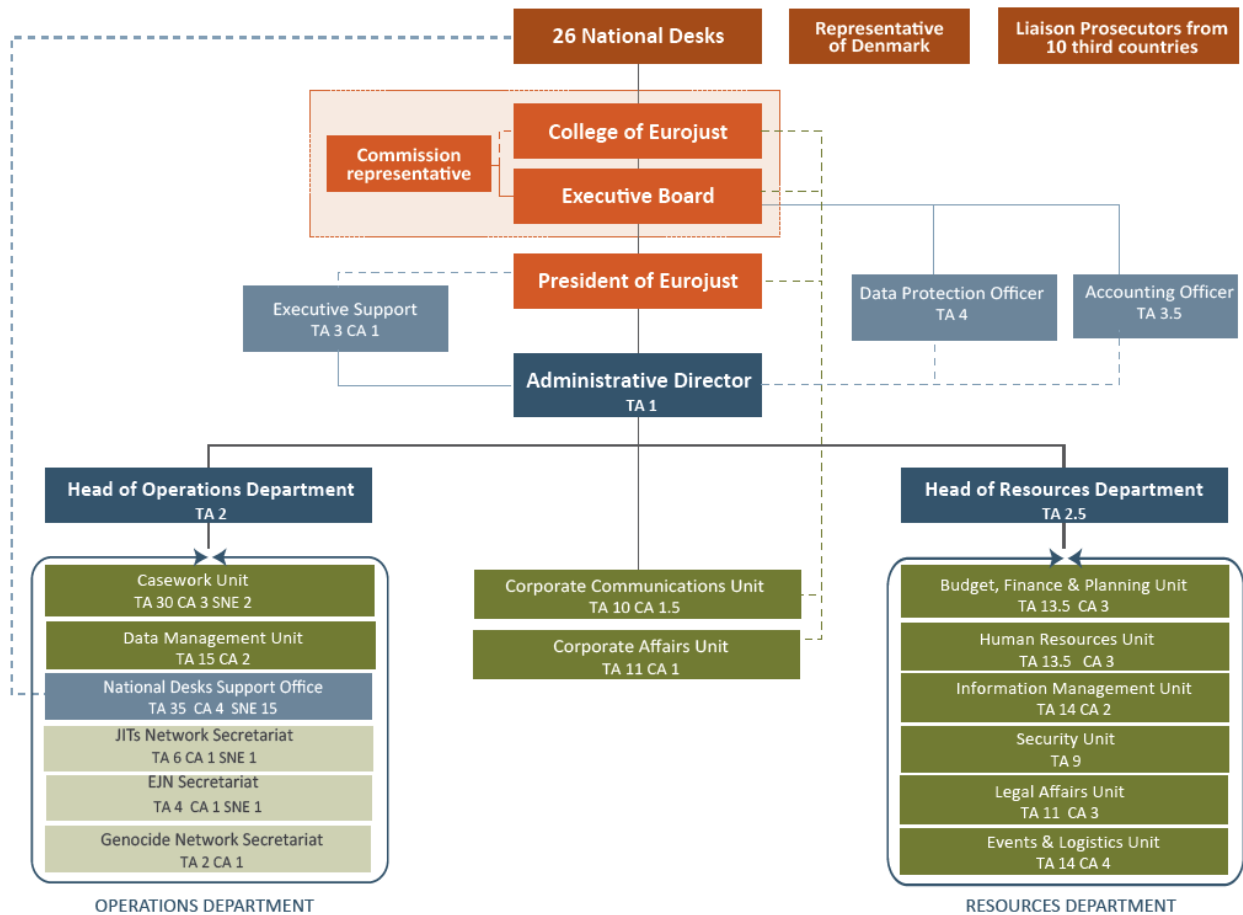 26 National Desks
Representative
of Denmark
Liaison Prosecutors from
10 third countries
College of Eurojust
Commission
representative
Executive Board
President of Eurojust
Executive Support
TA 3 CA 1
Data Protection Officer
TA 4
Accounting Officer
TA 3.5
Administrative Director
TA 1
Head of Operations Department
TA 2
Head of Resources Department
TA 2.5
Casework Unit
TA 30 CA 3 SNE 2
Data Management Unit
TA 15 CA 2
National Desks Support Office
TA 35 CA 4 SNE 15
JITs Network Secretariat
TA 6 CA 1 SNE 1
EJN Secretariat
TA 4 CA 1 SNE 1
Genocide Network Secretariat
TA 2 CA 1
OPERATIONS DEPARTMENT
Corporate Communications Unit
TA 10 CA 1.5
Corporate Affairs Unit
TA 11 CA 1
Budget, Finance & Planning Unit
TA 13.5 CA 3
Human Resources Unit
TA 13.5 CA 3
Information Management Unit
TA 14 CA 2
Security Unit
TA 9
Legal Affairs Unit
TA 11 CA 3
Events & Logistics Unit
TA 14 CA 4
RESOURCES DEPARTMENT